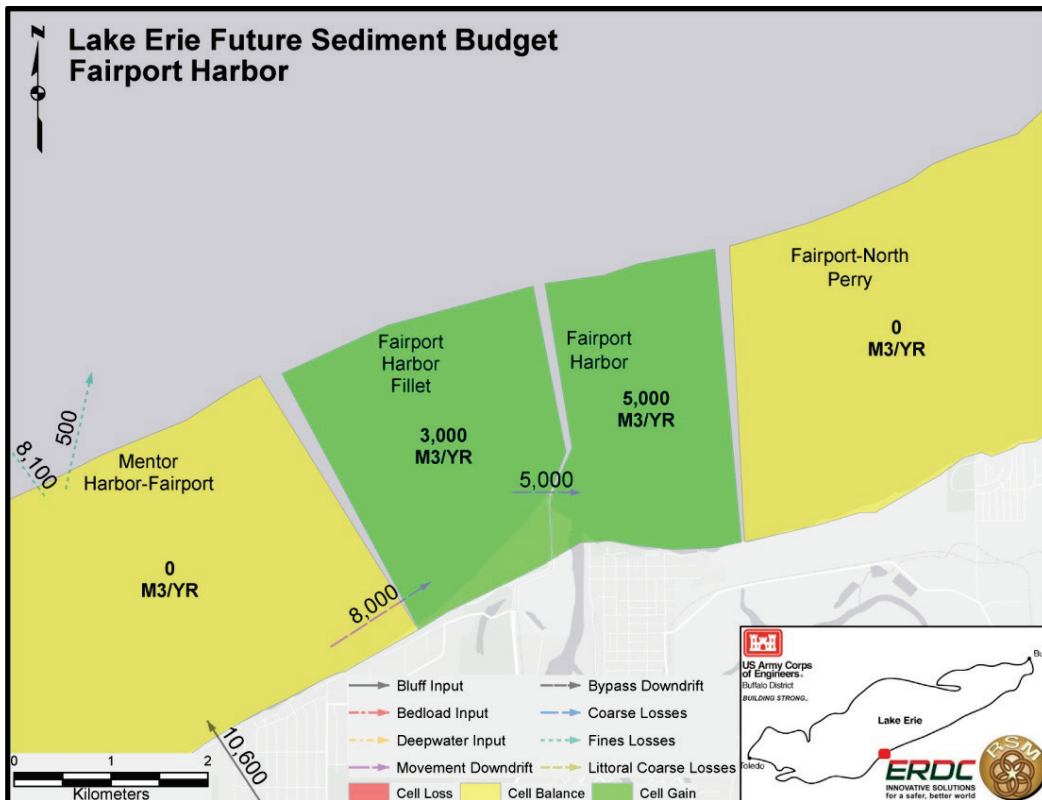 N
Lake Erie Future Sediment Budget
Fairport Harbor
Fairport-North
Perry
0
M3/YR
Fairport
Harbor
Fillet
3,000
M3/YR
Fairport
Harbor
5,000
M3/YR
5,000
500
8,100
Mentor
Harbor-Fairport
0
M3/YR
8,000
10,600
0 1 2
Kilometers
Bluff Input
Bypass Downdrift
Bedload Input
Coarse Losses
Deepwater Input
Fines Losses
Movement Downdrift
Littoral Coarse Losses
Cell Loss
Cell Balance
Cell Gain
US Army Corps
of Engineers®
Buffalo District
BUILDING STRONG®
Bu
Lake Erie
Toledo
ERDC
INNOVATIVE SOLUTIONS
for a safer, better world
RSM